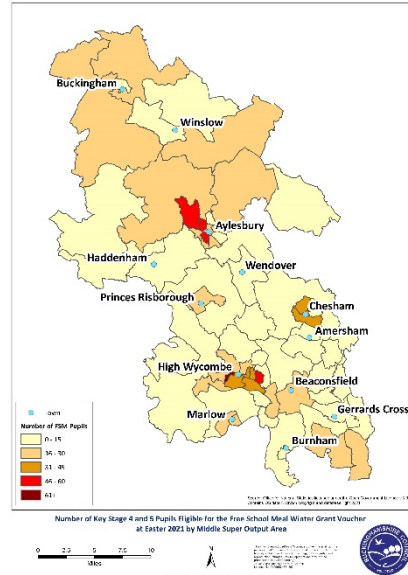 Buckingham
Winslow
Aylesbury
Haddenham
Wendover
Princes Risborough
Chesham
Amersham
High Wycombe
Beaconsfield
Marlow
Gerrards Cross
Burnham
Town
Number of FSM Pupils
0 - 15
16 - 30
31 - 45
46 - 60
61+
Number of Key Stage 4 and 5 Pupils Eligible for the Free School Meal Winter Grant Voucher
at Easter 2021 by Middle Super Output Area
Miles